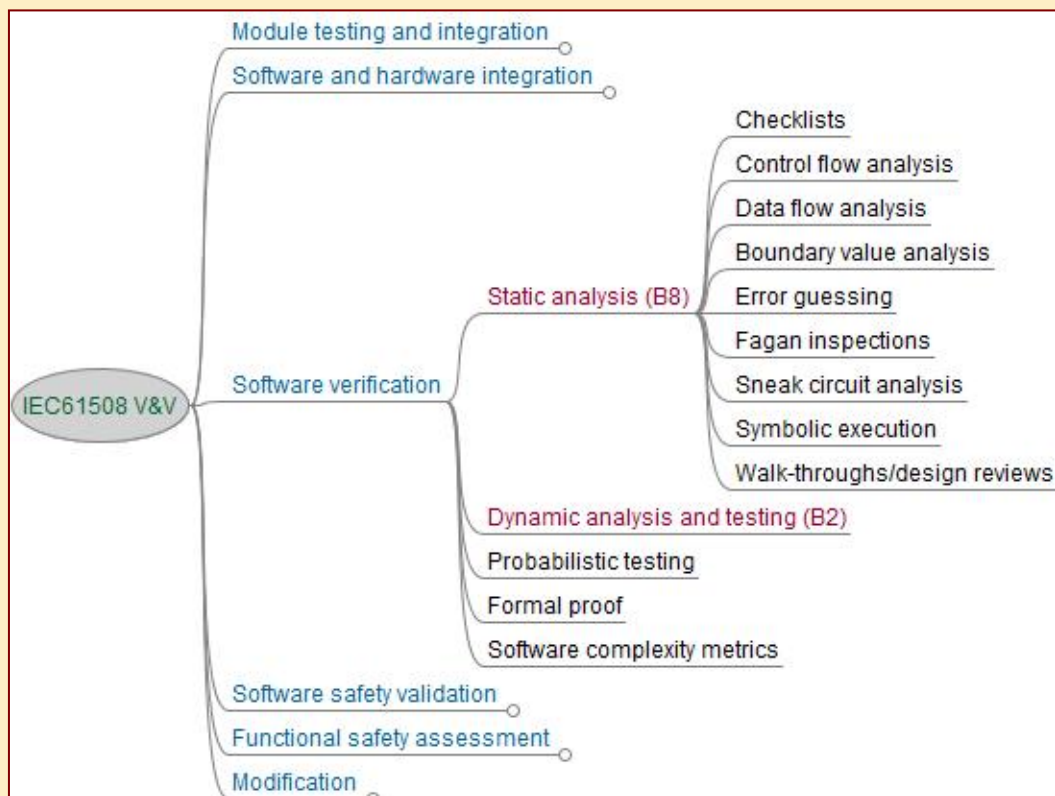 Module testing and integration
Software and hardware integration
Checklists
Control flow analysis
Data flow analysis
Boundary value analysis
Static analysis (B8)
Error guessing
Fagan inspections
Software verification
Sneak circuit analysis
IEC61508 V&V
Symbolic execution
Walk-throughs/design reviews
Dynamic analysis and testing (B2)
Probabilistic testing
Formal proof
Software complexity metrics
Software safety validation
Functional safety assessment
Modification